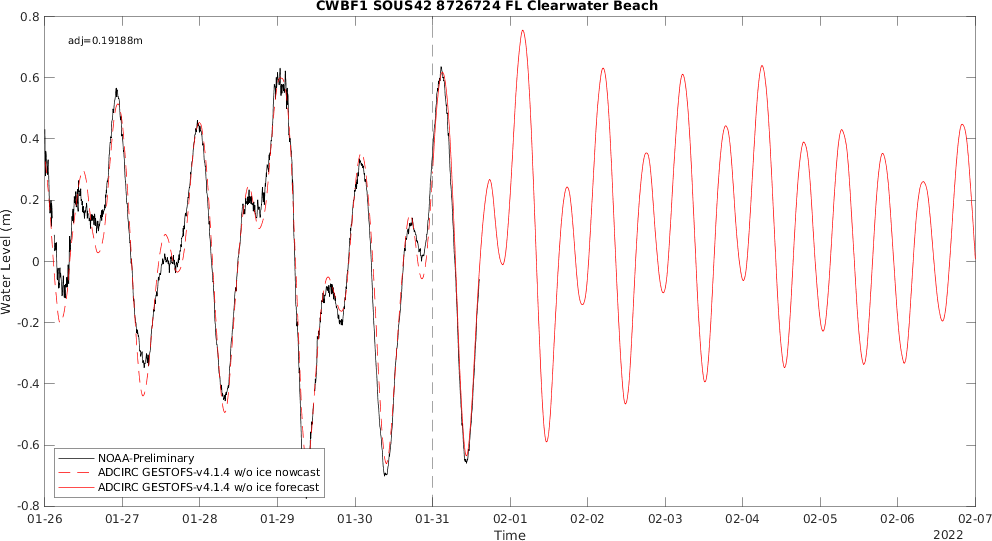 CWBF1 SOUS42 8726724 FL Clearwater Beach
adj=0.19188m
Water Level (m)
0.8
0.6
0.4
0.2
0
-0.2
-0.4
-0.6
-0.8
NOAA-Preliminary
ADCIRC GESTOFS-v4.1.4 w/o ice nowcast
ADCIRC GESTOFS-v4.1.4 w/o ice forecast
01-26 01-27 01-28 01-29 01-30 01-31 02-01 02-02 02-03 02-04 02-05 02-06 02-07
Time
2022